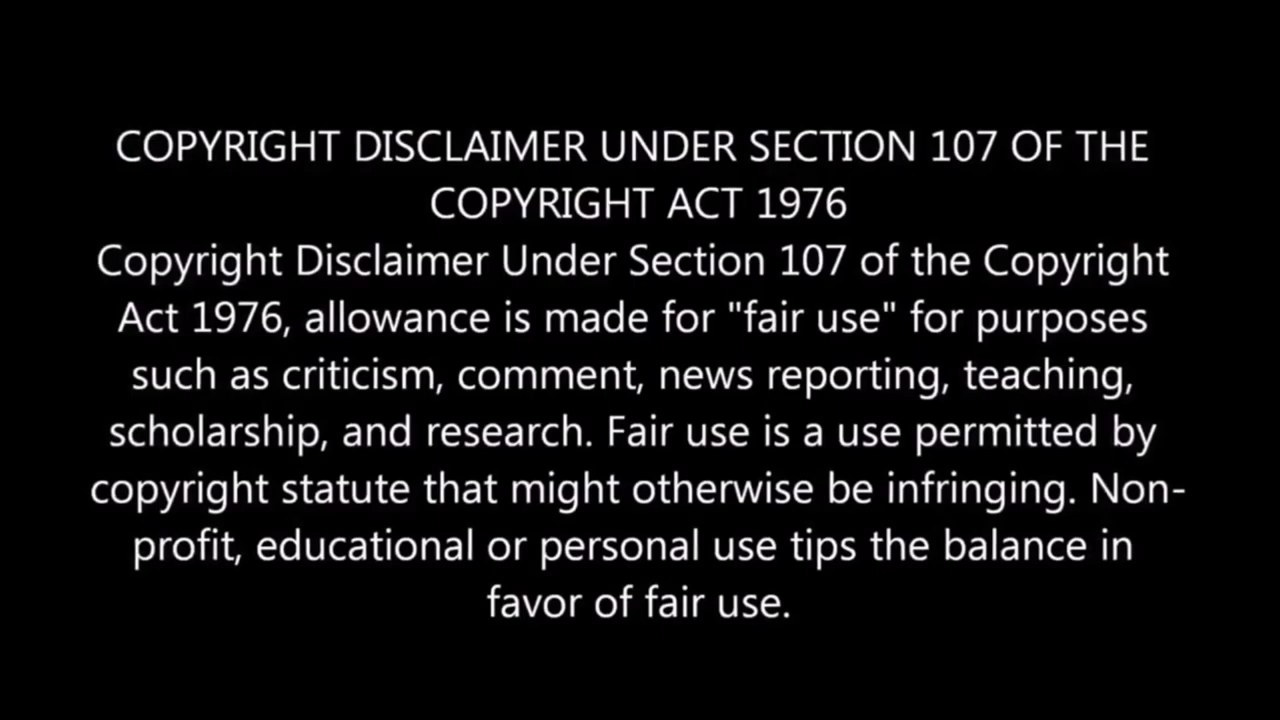 COPYRIGHT DISCLAIMER UNDER SECTION 107 OF THE
COPYRIGHT ACT 1976
Copyright Disclaimer Under Section 107 of the Copyright
Act 1976, allowance is made for "fair use" for purposes
such as criticism, comment, news reporting, teaching,
scholarship, and research. Fair use is a use permitted by
copyright statute that might otherwise be infringing. Non-
profit, educational or personal use tips the balance in
favor of fair use.